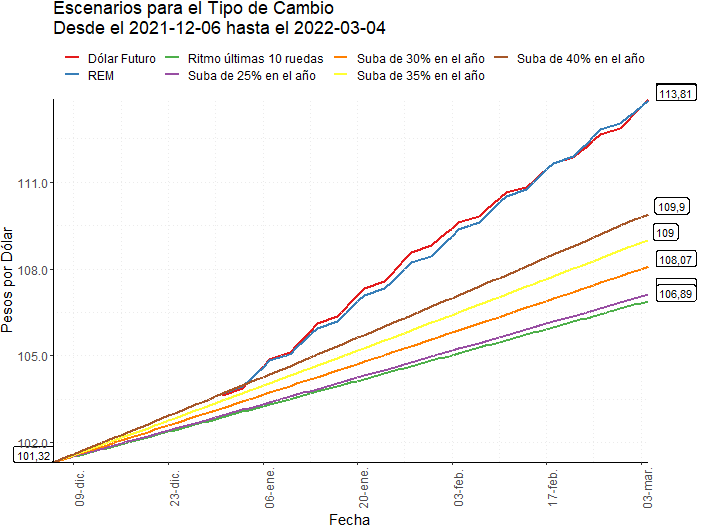 Escenarios para el Tipo de Cambio
Desde el 2021-12-06 hasta el 2022-03-04
Dólar Futuro
Ritmo últimas 10 ruedas
Suba de 30% en el año
Suba de 40% en el año
REM
Suba de 25% en el año
Suba de 35% en el año
113,81
111.0
109,9
109
108,07
108.0
106,89
105.0
102.0
101,32
Pesos por Dólar
09-dic.
23-dic.
06-ene.
20-ene.
03-feb.
17-feb.
03-mar.
Fecha